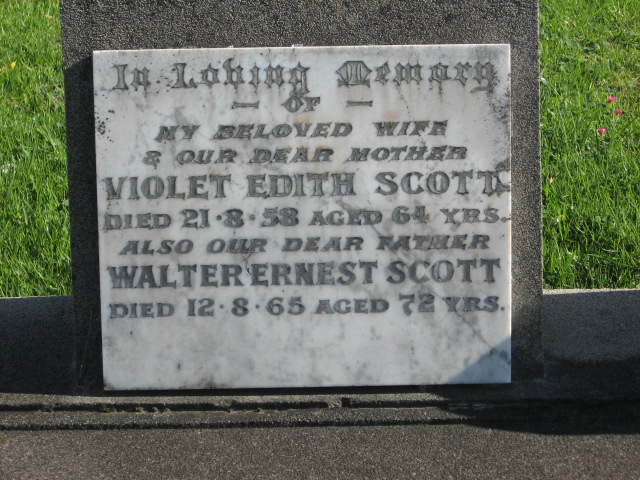 In Loving Memory
— OF —
MY BELOVED WIFE
& OUR DEAR MOTHER
VIOLET EDITH SCOTT
DIED 21·8·58 AGED 64 YRS.
ALSO OUR DEAR FATHER
WALTER ERNEST SCOTT
DIED 12·8·65 AGED 72 YRS.